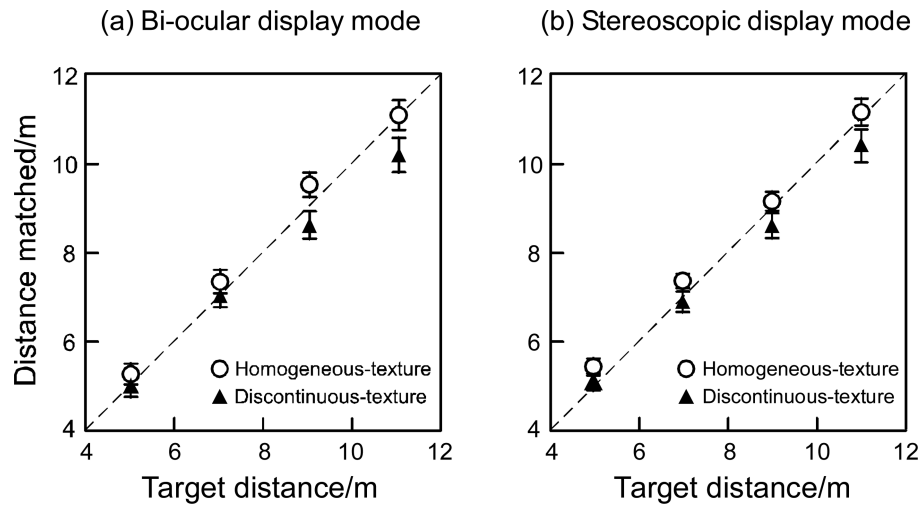 (a) Bi-ocular display mode
(b) Stereoscopic display mode
Distance matched/m
12
10
8
6
4
Homogeneous-texture
Discontinuous-texture
4 6 8 10 12
Target distance/m
12
10
8
6
4
Homogeneous-texture
Discontinuous-texture
4 6 8 10 12
Target distance/m